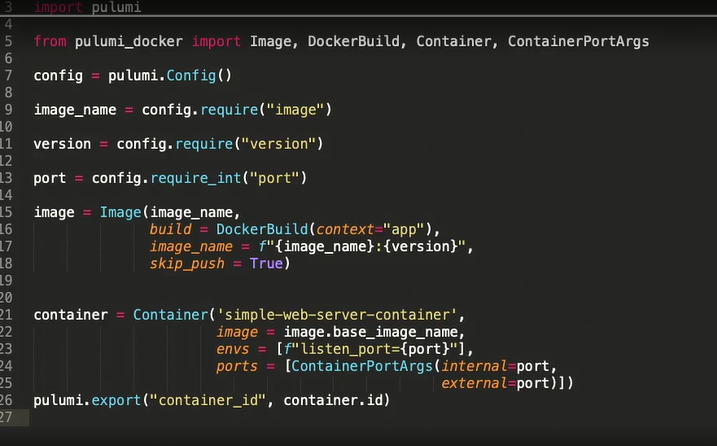 3 import pulumi
4
5 from pulumi_docker import Image, DockerBuild, Container, ContainerPortArgs
6
7 config = pulumi.Config()
8
9 image_name = config.require("image")
10
11 version = config.require("version")
12
13 port = config.require_int("port")
14
15 image = Image(image_name,
16 build = DockerBuild(context="app"),
17 image_name = f"{image_name}:{version}",
18 skip_push = True)
19
20
21 container = Container('simple-web-server-container',
22 image = image.base_image_name,
23 envs = [f"listen_port={port}"],
24 ports = [ContainerPortArgs(internal=port,
25 external=port)])
26 pulumi.export("container_id", container.id)
27